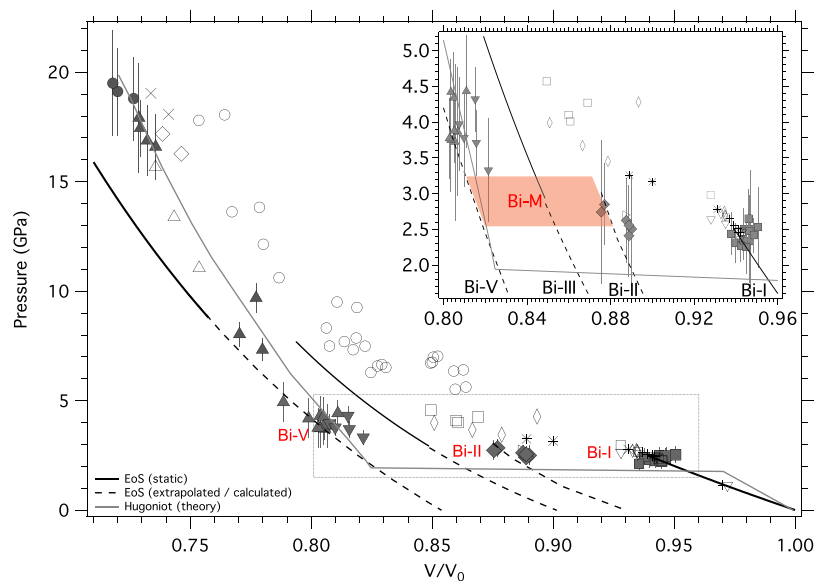 5.0
4.5
4.0
3.5
3.0
2.5
2.0
Bi-M
Bi-V
Bi-III
Bi-II
Bi-I
0.80
0.84
0.88
0.92
0.96
20
15
10
5
0
Pressure (GPa)
Bi-V
Bi-II
Bi-I
EoS (static)
EoS (extrapolated / calculated)
Hugoniot (theory)
0.75
0.80
0.85
0.90
0.95
1.00
V/V0